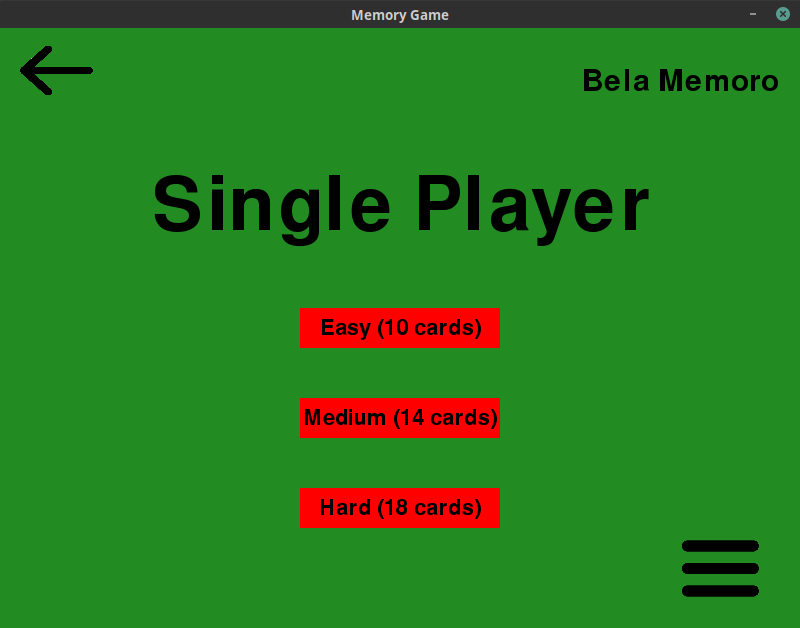 Memory Game
Bela Memoro
Single Player
Easy (10 cards)
Medium (14 cards)
Hard (18 cards)